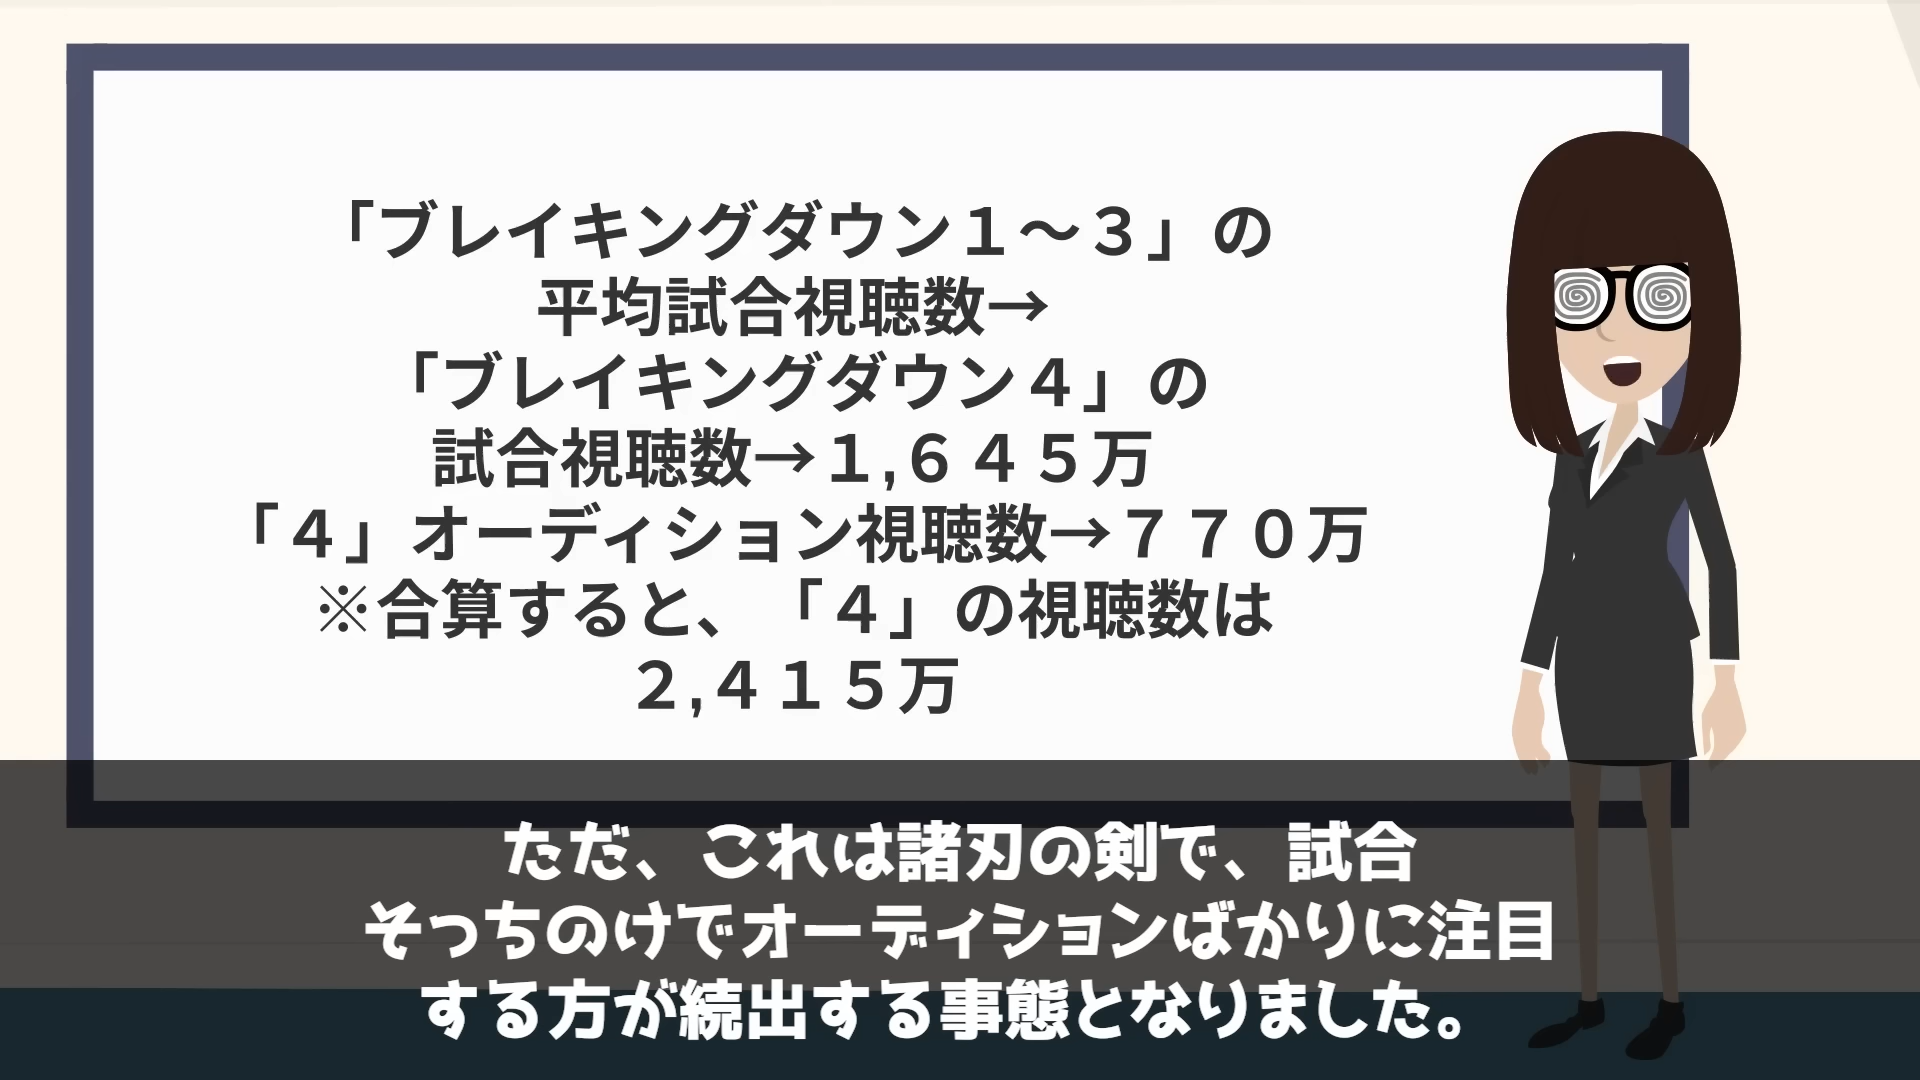 「ブレイキングダウン１～３」の
平均試合視聴数→
「ブレイキングダウン４」の
試合視聴数→１,６４５万
「４」オーディション視聴数→７７０万
※合算すると、「４」の視聴数は
２,４１５万
ただ、これは諸刃の剣で、試合
そっちのけでオーディションばかりに注目
する方が続出する事態となりました。